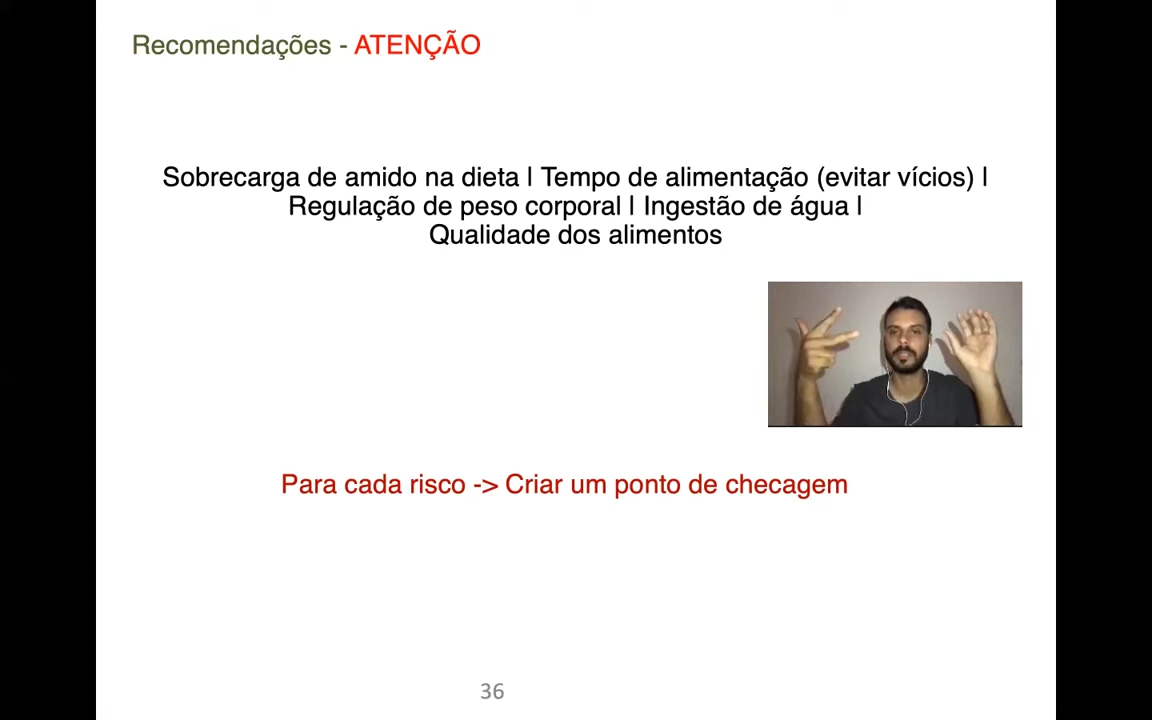 Recomendações - ATENÇÃO
Sobrecarga de amido na dieta | Tempo de alimentação (evitar vícios) |
Regulação de peso corporal | Ingestão de água |
Qualidade dos alimentos
Para cada risco -> Criar um ponto de checagem
36